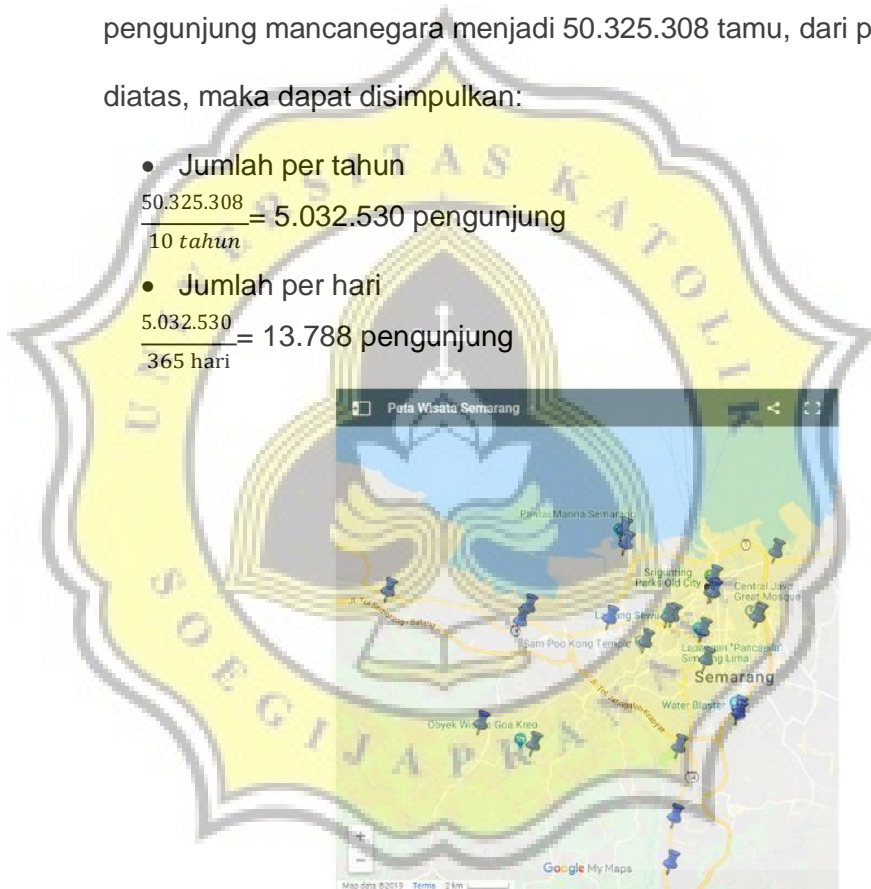 pengunjung mancanegara menjadi 50.325.308 tamu, dari p
diatas, maka dapat disimpulkan:
• Jumlah per tahun
50.325.308
10 tahun
= 5.032.530 pengunjung
• Jumlah per hari
5.032.530
365 hari
= 13.788 pengunjung
UNIVERSITAS KATOLIK
SOEGIJAPRANATA
Peta Wisata Semarang
Pantai Marina Semarang
Srigunting
Parks Old City
Central Java
Great Mosque
Lawang Sewu
Sam Poo Kong Temple
Lapangan "Pancasila"
Simpang Lima
Semarang
Water Blaster
Obyek Wisata Goa Kreo
Google My Maps
Map data ©2019 Terms 2 km